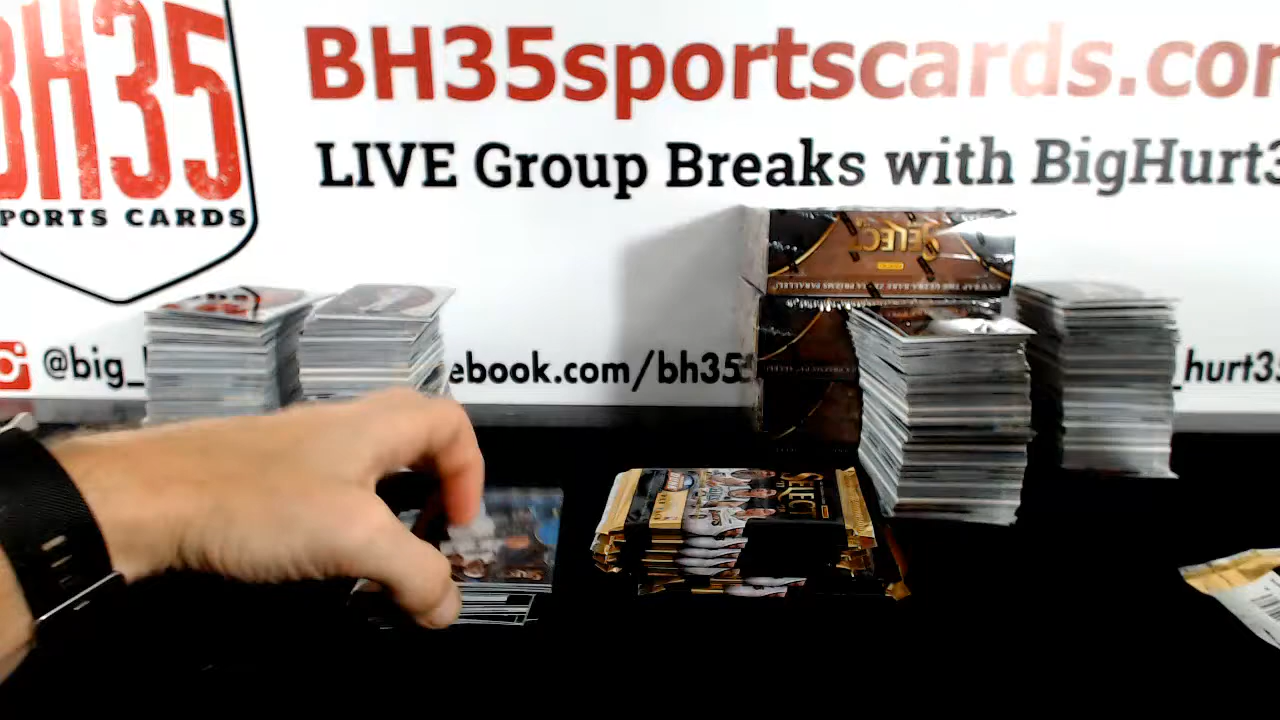 BH35
PORTS CARDS
BH35sportscards.co
LIVE Group Breaks with BigHurt3
@big_
ebook.com/bh35
_hurt35
SELECT
SELECT